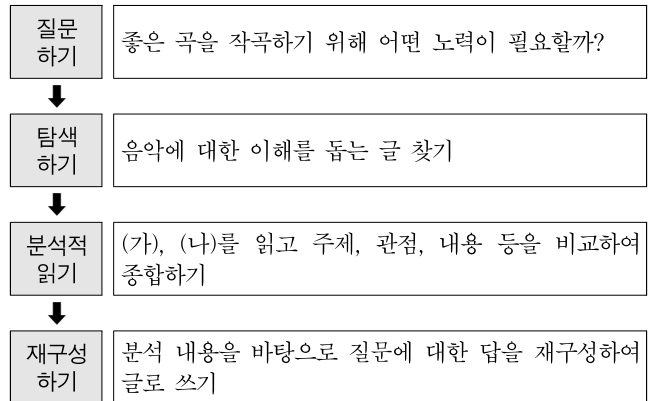 질문
하기
좋은 곡을 작곡하기 위해 어떤 노력이 필요할까?
탐색
하기
음악에 대한 이해를 돕는 글 찾기
분석적
읽기
(가), (나)를 읽고 주제, 관점, 내용 등을 비교하여
종합하기
재구성
하기
분석 내용을 바탕으로 질문에 대한 답을 재구성하여
글로 쓰기